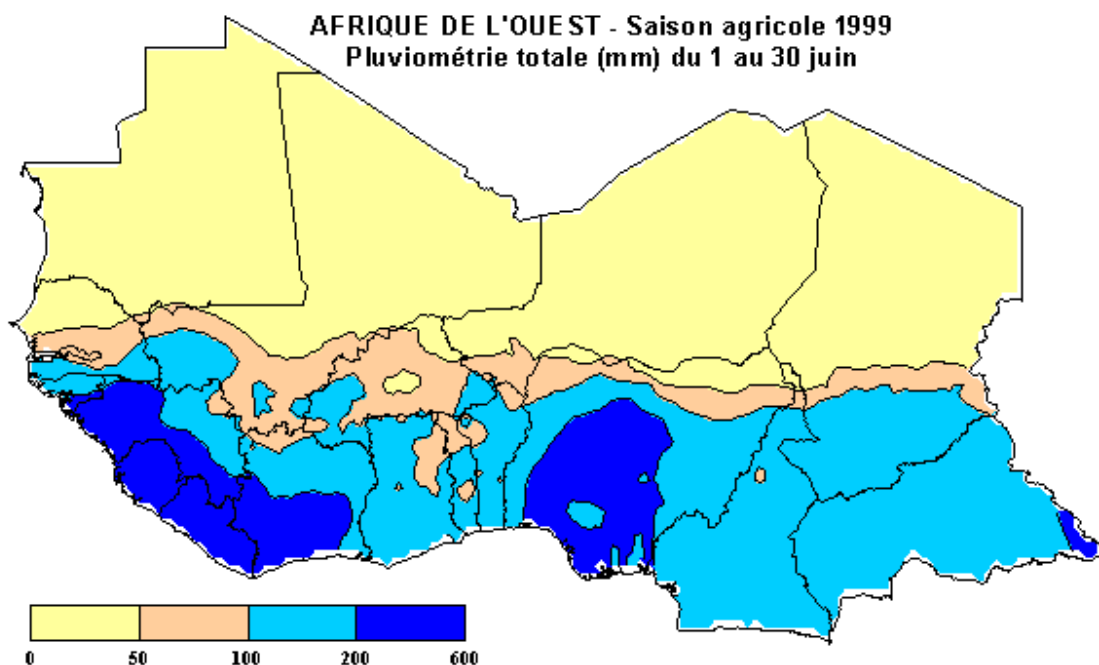 AFRIQUE DE L'OUEST - Saison agricole 1999
Pluviométrie totale (mm) du 1 au 30 juin
0 50 100 200 600